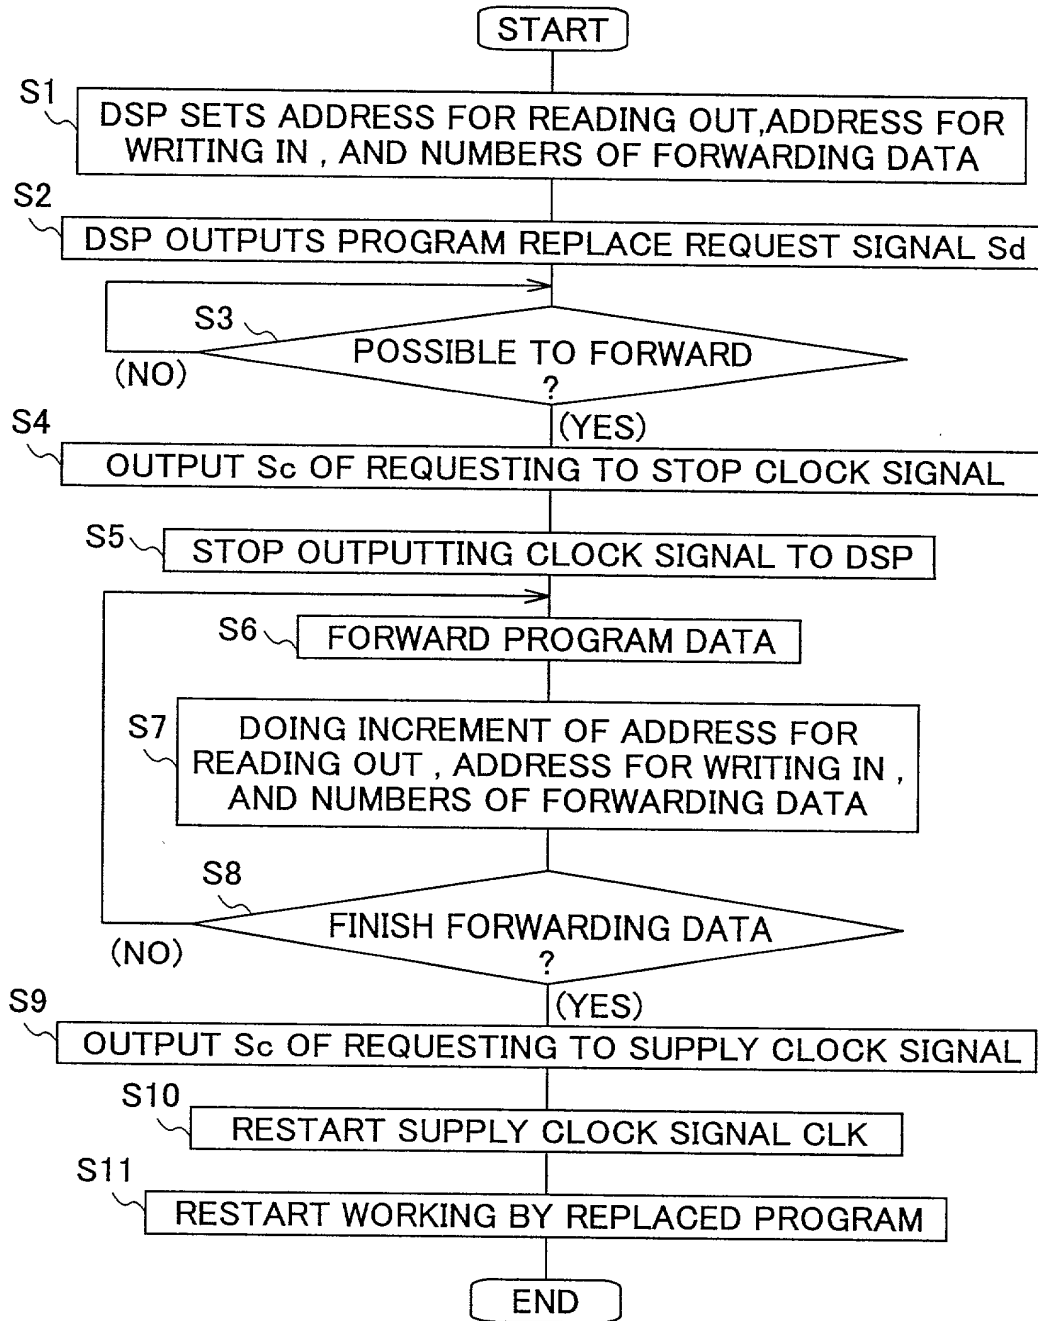 START
S1
DSP SETS ADDRESS FOR READING OUT,ADDRESS FOR
WRITING IN , AND NUMBERS OF FORWARDING DATA
S2
DSP OUTPUTS PROGRAM REPLACE REQUEST SIGNAL Sd
S3
POSSIBLE TO FORWARD
?
(NO)
(YES)
S4
OUTPUT Sc OF REQUESTING TO STOP CLOCK SIGNAL
S5
STOP OUTPUTTING CLOCK SIGNAL TO DSP
S6
FORWARD PROGRAM DATA
S7
DOING INCREMENT OF ADDRESS FOR
READING OUT , ADDRESS FOR WRITING IN ,
AND NUMBERS OF FORWARDING DATA
S8
FINISH FORWARDING DATA
?
(NO)
(YES)
S9
OUTPUT Sc OF REQUESTING TO SUPPLY CLOCK SIGNAL
S10
RESTART SUPPLY CLOCK SIGNAL CLK
S11
RESTART WORKING BY REPLACED PROGRAM
END